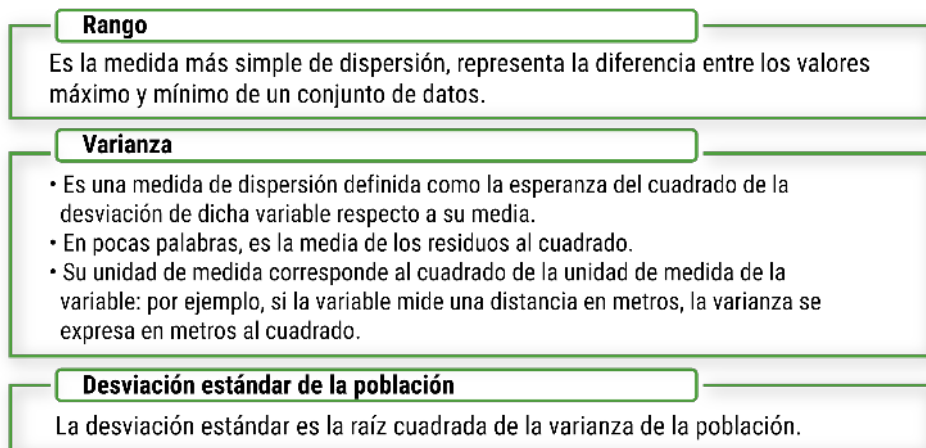 Rango
Es la medida más simple de dispersión, representa la diferencia entre los valores
máximo y mínimo de un conjunto de datos.
Varianza
• Es una medida de dispersión definida como la esperanza del cuadrado de la
desviación de dicha variable respecto a su media.
• En pocas palabras, es la media de los residuos al cuadrado.
• Su unidad de medida corresponde al cuadrado de la unidad de medida de la
variable: por ejemplo, si la variable mide una distancia en metros, la varianza se
expresa en metros al cuadrado.
Desviación estándar de la población
La desviación estándar es la raíz cuadrada de la varianza de la población.